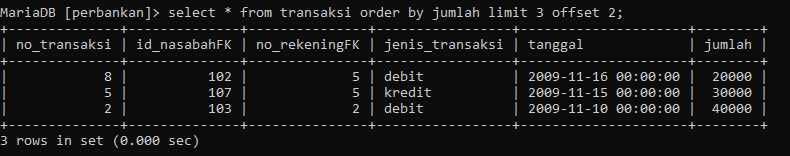 MariaDB [perbankan]> select * from transaksi order by jumlah limit 3 offset 2;
+--------------+--------------+---------------+-----------------+---------------------+--------+
| no_transaksi | id_nasabahFK | no_rekeningFK | jenis_transaksi | tanggal             | jumlah |
+--------------+--------------+---------------+-----------------+---------------------+--------+
|            8 |          102 |             5 | debit           | 2009-11-16 00:00:00 |  20000 |
|            5 |          107 |             5 | kredit          | 2009-11-15 00:00:00 |  30000 |
|            2 |          103 |             2 | debit           | 2009-11-10 00:00:00 |  40000 |
+--------------+--------------+---------------+-----------------+---------------------+--------+
3 rows in set (0.000 sec)